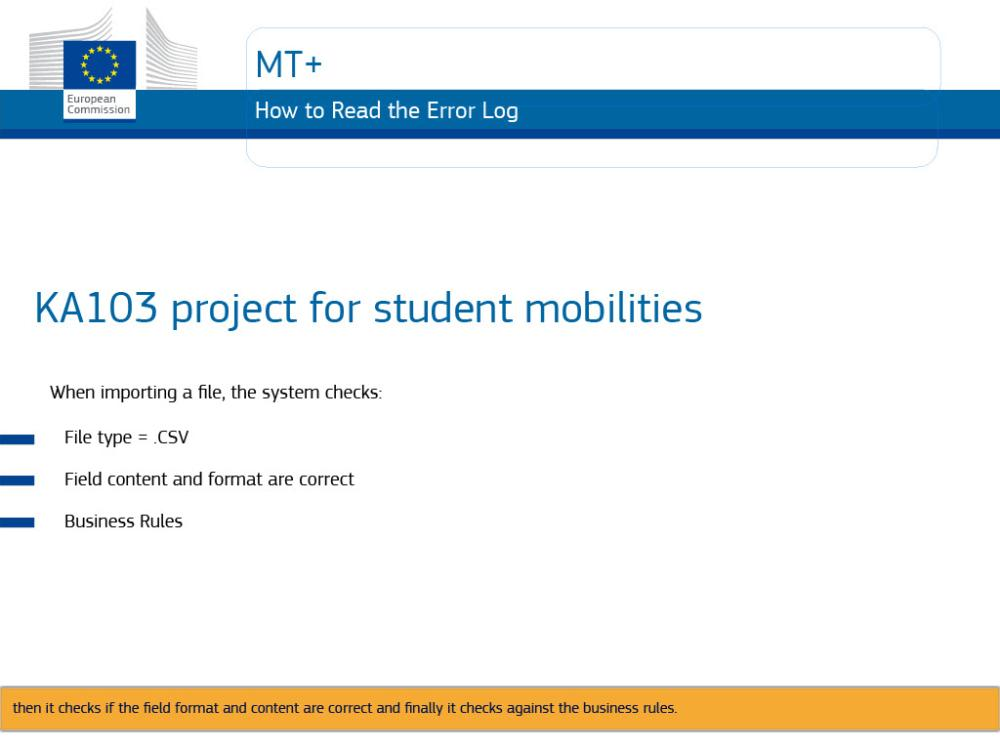 European
Commission
MT+
How to Read the Error Log
KA103 project for student mobilities
When importing a file, the system checks:
File type = .CSV
Field content and format are correct
Business Rules
then it checks if the field format and content are correct and finally it checks against the business rules.